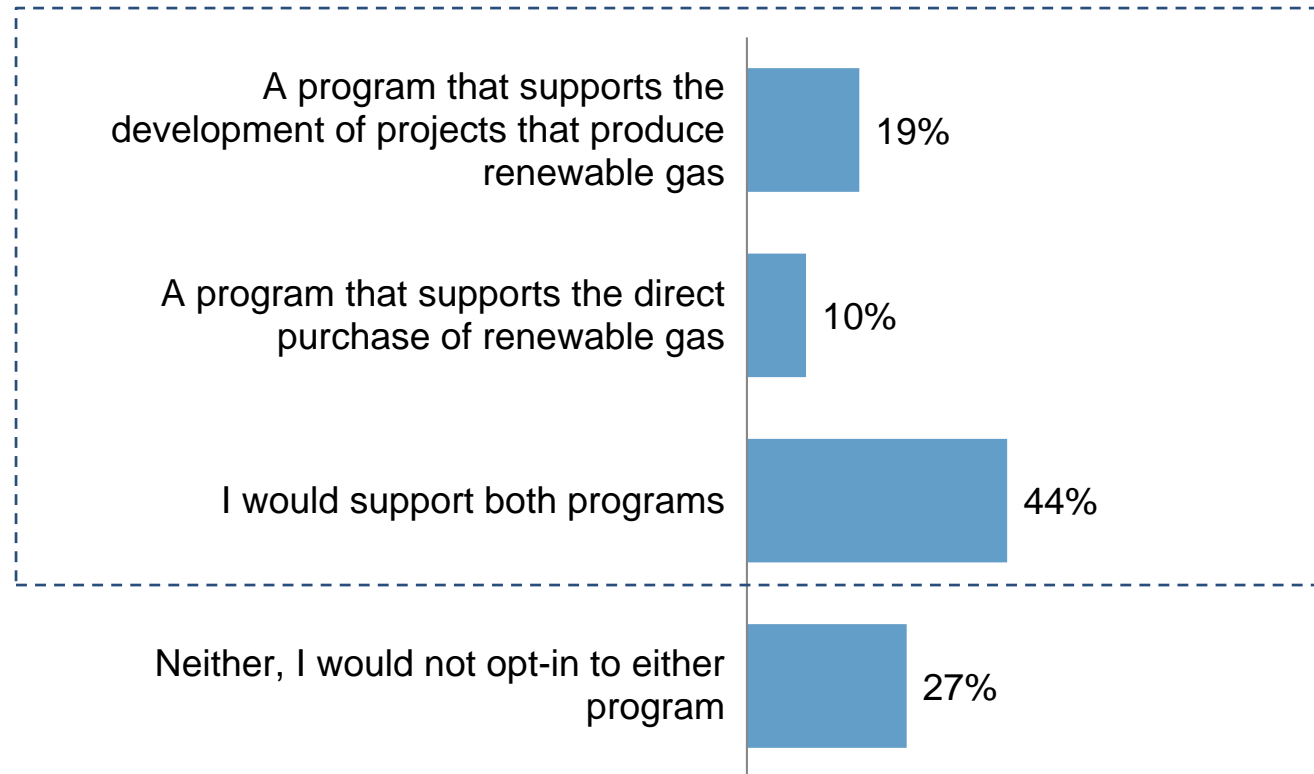 A program that supports the
development of projects that produce
renewable gas
19%
A program that supports the direct
purchase of renewable gas
10%
I would support both programs
44%
Neither, I would not opt-in to either
program
27%